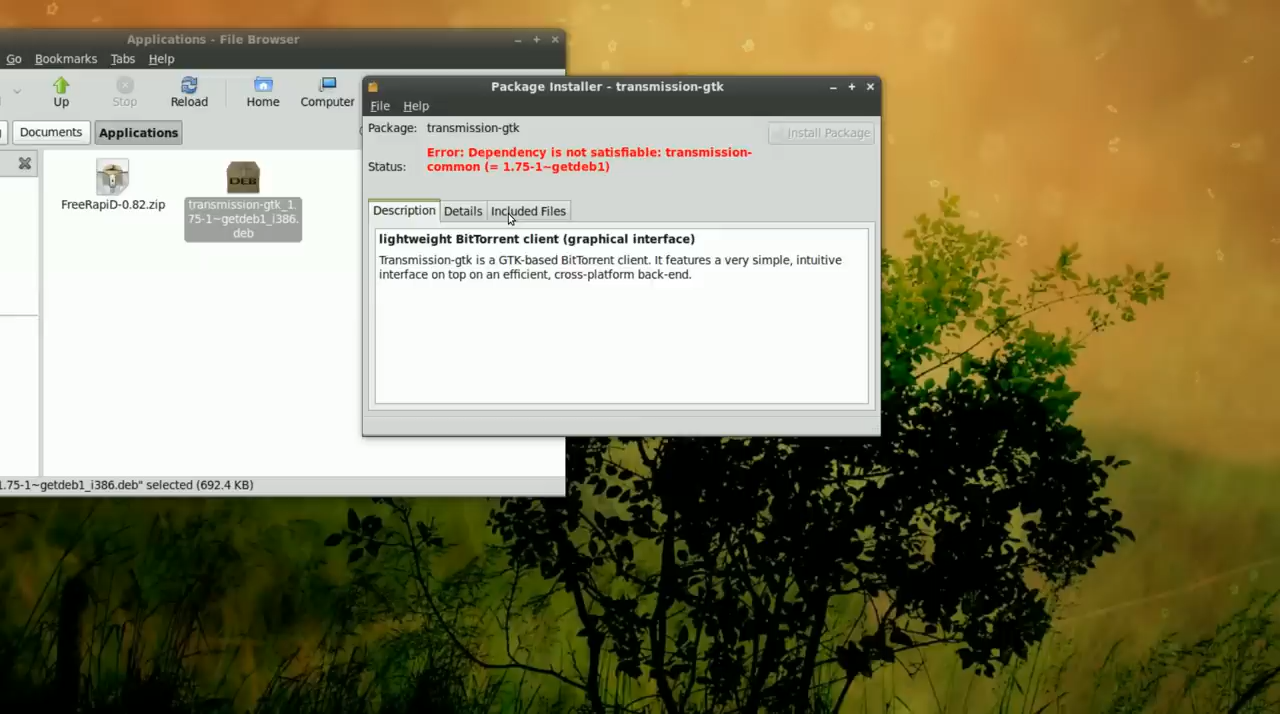 Applications - File Browser
Go Bookmarks Tabs Help
Up Stop Reload Home Computer
Documents Applications
FreeRapiD-0.82.zip
transmission-gtk_1.
75-1~getdeb1_i386.
deb
1.75-1~getdeb1_i386.deb" selected (692.4 KB)
Package Installer - transmission-gtk
File Help
Package: transmission-gtk
Install Package
Status: Error: Dependency is not satisfiable: transmission-
common (= 1.75-1~getdeb1)
Description Details Included Files
lightweight BitTorrent client (graphical interface)
Transmission-gtk is a GTK-based BitTorrent client. It features a very simple, intuitive
interface on top on an efficient, cross-platform back-end.